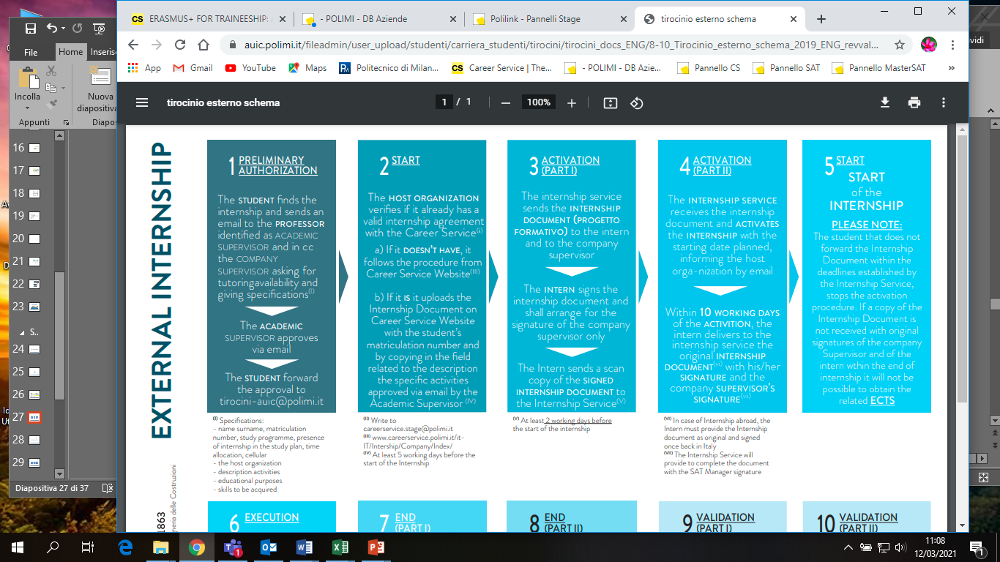 ERASMUS+ FOR TRAINEESHIP:
- POLIMI - DB Aziende
Polilink - Pannelli Stage
tirocinio esterno schema
auic.polimi.it/fileadmin/user_upload/studenti/carriera_studenti/tirocini/tirocini_docs_ENG/8-10_Tirocinio_esterno_schema_2019_ENG_revval...
App
Gmail
YouTube
Maps
Politecnico di Milan...
Career Service | The...
- POLIMI - DB Azie...
Pannello CS
Pannello SAT
Pannello MasterSAT
»
File
Home
Inserisc
vidi
Incolla
Nuova
diapositiva
Appunti
Diapos
tirocinio esterno schema
1 / 1
100%
16
17
18
19
20
21
22
23
S..
24
25
26
27
28
29
Diapositiva 27 di 37
EXTERNAL INTERNSHIP
1 PRELIMINARY
AUTHORIZATION
The STUDENT finds the
internship and sends an
email to the PROFESSOR
identified as ACADEMIC
SUPERVISOR and in cc
the COMPANY
SUPERVISOR asking for
tutoringavailability and
giving specifications(I)
The ACADEMIC
SUPERVISOR approves
via email
The STUDENT forward
the approval to
tirocini-auic@polimi.it
(I) Specifications:
- name surname, matriculation
number, study programme, presence
of internship in the study plan, time
allocation, cellular
- the host organization
- description activities
- educational purposes
- skills to be acquired
2 START
The HOST ORGANIZATION
verifies if it already has a
valid internship agreement
with the Career Service(ii)
a) If it DOESN'T HAVE, it
follows the procedure from
Career Service Website(III)
b) If it IS it uploads the
Internship Document on
Career Service Website
with the student's
matriculation number and
by copying in the field
related to the description
the specific activities
approved via email by the
Academic Supervisor (IV)
(II) Write to
careerservice.stage@polimi.it
(III) www.careerservice.polimi.it/it-
IT/Intership/Company/Index/
(IV) At least 5 working days before the
start of the Internship
3 ACTIVATION
(PART I)
The internship service
sends the INTERNSHIP
DOCUMENT (PROGETTO
FORMATIVO) to the intern
and to the company
supervisor
The INTERN signs the
internship document and
shall arrange for the
signature of the company
supervisor only
The Intern sends a scan
copy of the SIGNED
INTERNSHIP DOCUMENT to
the Internship Service(V)
(V) At least 2 working days before
the start of the internship
4 ACTIVATION
(PART II)
The INTERNSHIP SERVICE
receives the internship
document and ACTIVATES
the INTERNSHIP with the
starting date planned,
informing the host
orga-nization by email
Within 10 WORKING DAYS
of the ACTIVITION, the
intern delivers to the
internship service the
original INTERNSHIP
DOCUMENT(vi) with his/her
SIGNATURE and the
company SUPERVISOR'S
SIGNATURE(vii)
(VI) In case of Internship abroad, the
Intern must provide the Internship
document as original and signed
once back in Italy
(VII) The Internship Service will
provide to complete the document
with the SAT Manager signature
5 START
START
of the
INTERNSHIP
PLEASE NOTE:
The student that does not
forward the Internship
Document within the
deadlines established by
the Internship Service,
stops the activation
procedure. If a copy of the
Internship Document is
not received with original
signatures of the company
Supervisor and of the
intern wthin the end of
internship it will not be
possible to obtain the
related ECTS
1863
neria delle Costruzioni
6 EXECUTION
7 END
(PART I)
8 END
(PART II)
9 VALIDATION
(PART I)
10 VALIDATION
(PART II)
11:08
12/03/2021
1